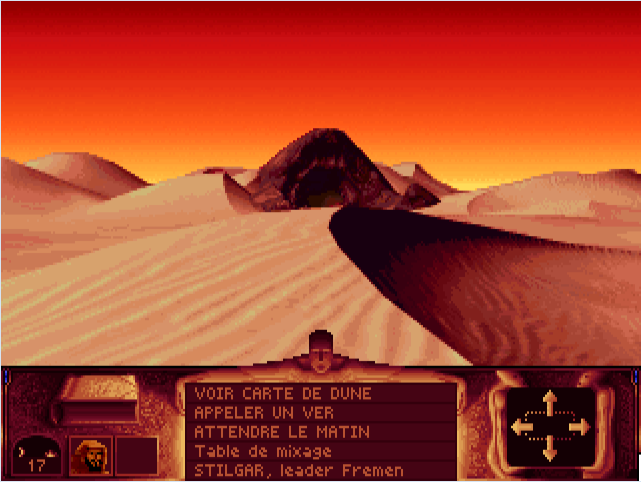 VOIR CARTE DE DUNE
APPELER UN VER
ATTENDRE LE MATIN
Table de mixage
STILGAR, leader Fremen
17